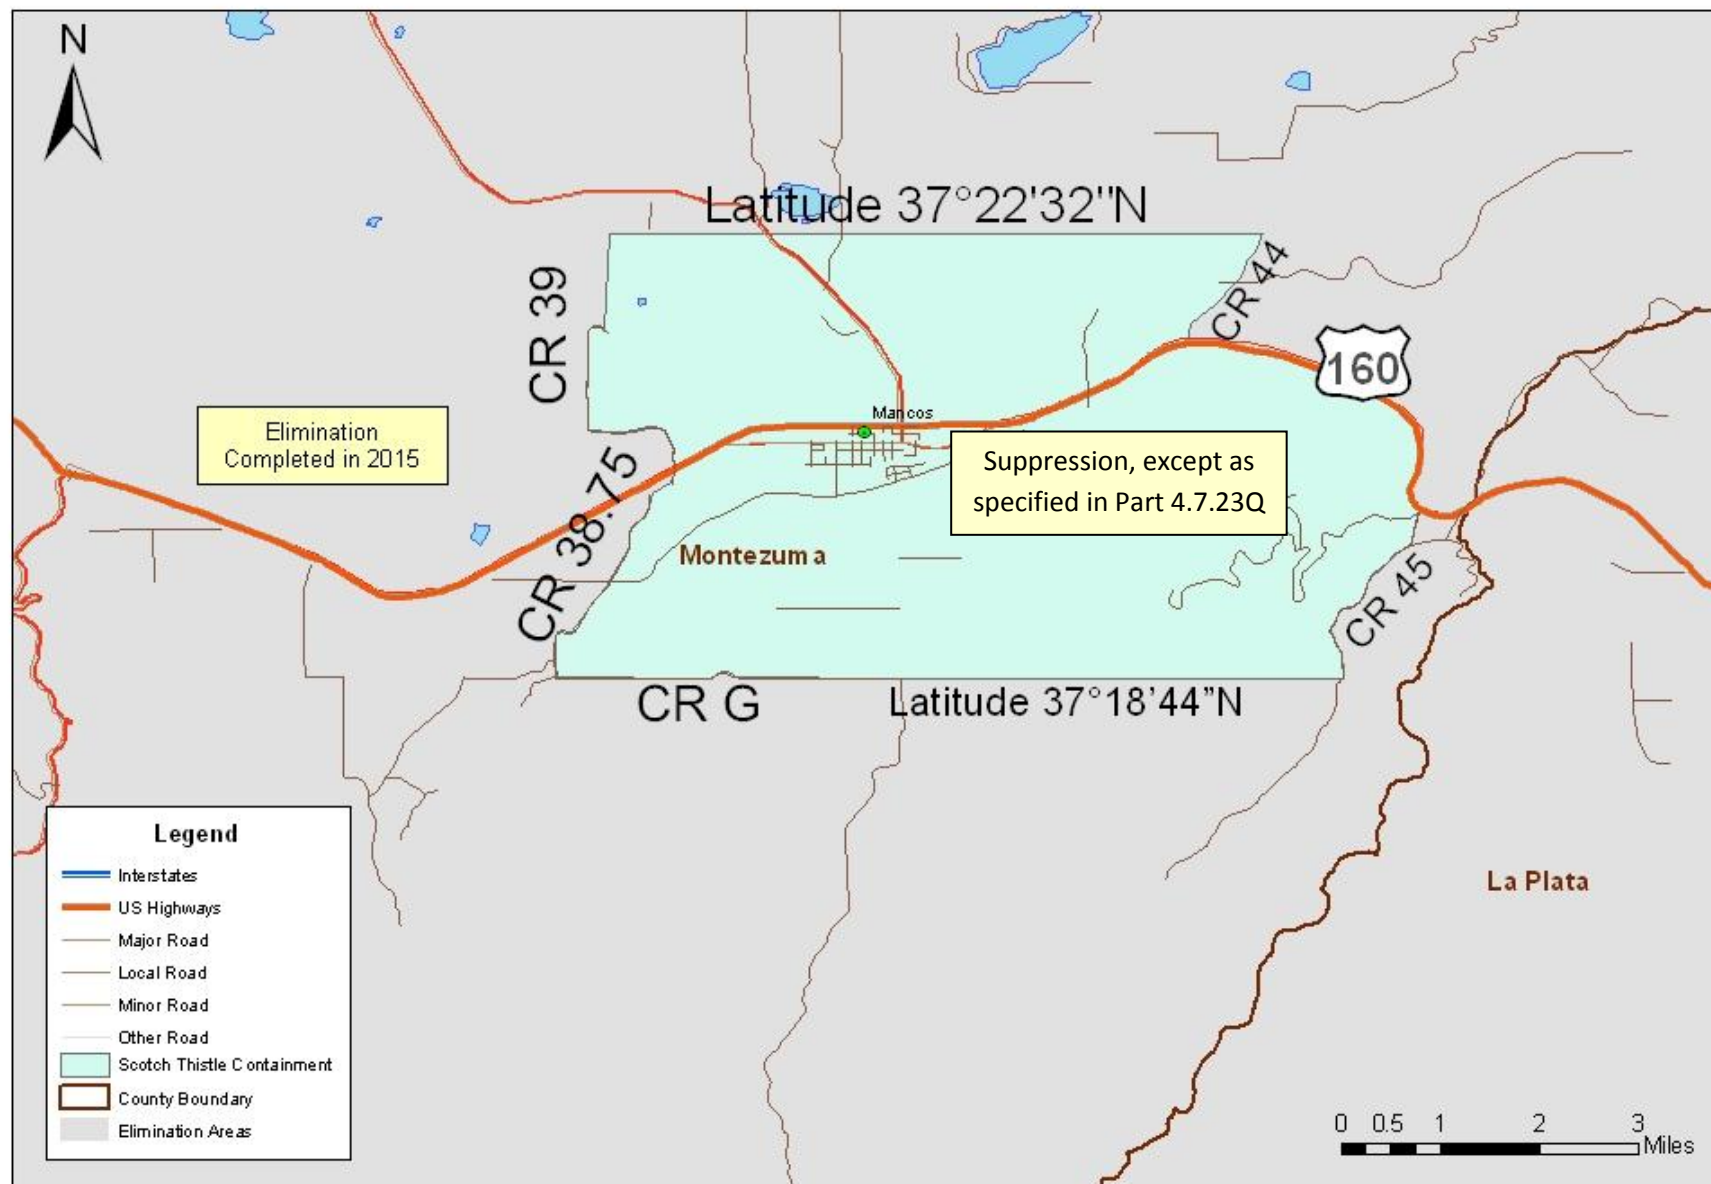 N
Latitude 37°22'32"N
CR 39
CR 44
160
Elimination
Completed in 2015
Mancos
Suppression, except as
specified in Part 4.7.23Q
CR 38.75
Montezuma
CR 45
CR G
Latitude 37°18’44”N
La Plata
Legend
Interstates
US Highways
Major Road
Local Road
Minor Road
Other Road
Scotch Thistle Containment
County Boundary
Elimination Areas
0 0.5 1 2 3
Miles